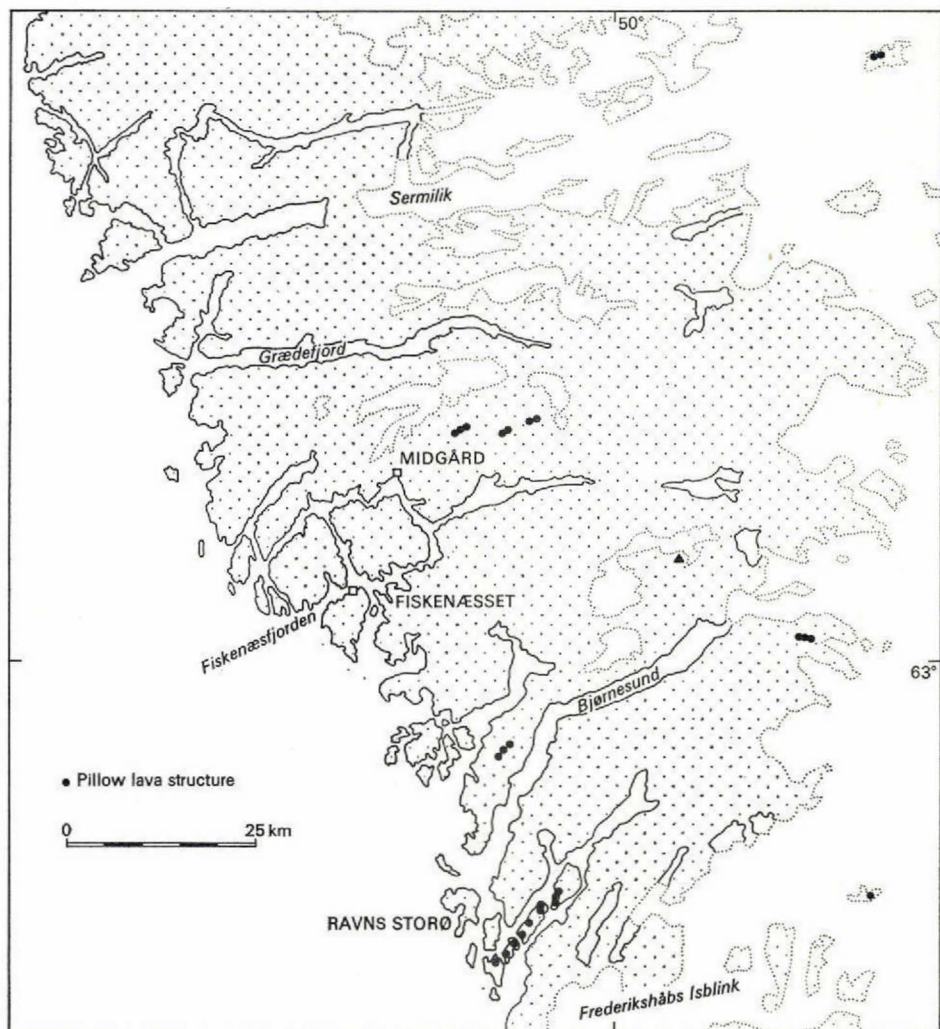 50°
Sermilik
Grædefjord
MIDGÅRD
FISKENÆSSET
Fiskenæsfjorden
63°
Bjørnesund
Pillow lava structure
0 25 km
RAVNS STORØ
Frederikshåbs Isblink